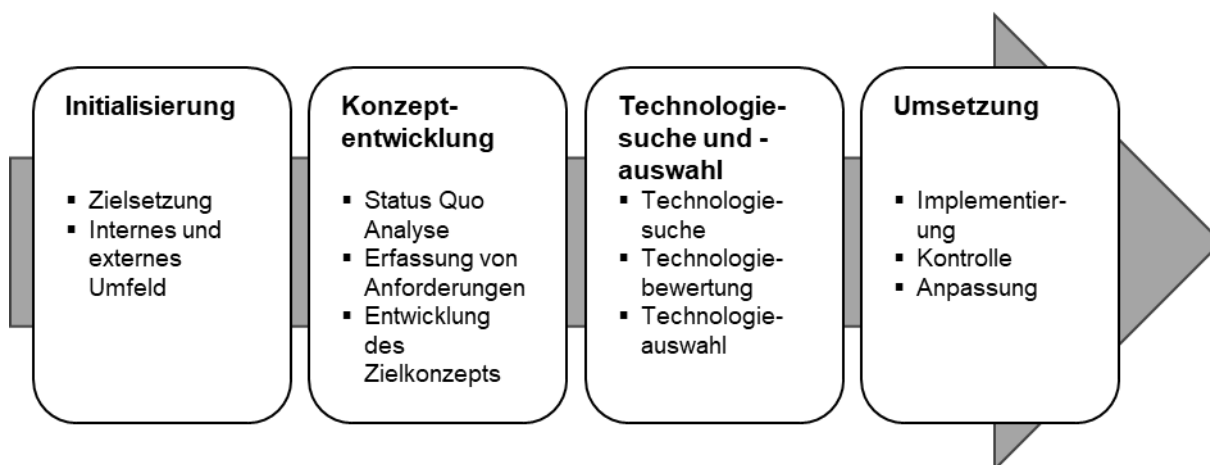 Initialisierung
▪ Zielsetzung
▪ Internes und
externes
Umfeld
Konzept-
entwicklung
▪ Status Quo
Analyse
▪ Erfassung von
Anforderungen
▪ Entwicklung
des
Zielkonzepts
Technologie-
suche und -
auswahl
▪ Technologie-
suche
▪ Technologie-
bewertung
▪ Technologie-
auswahl
Umsetzung
▪ Implementier-
ung
▪ Kontrolle
▪ Anpassung